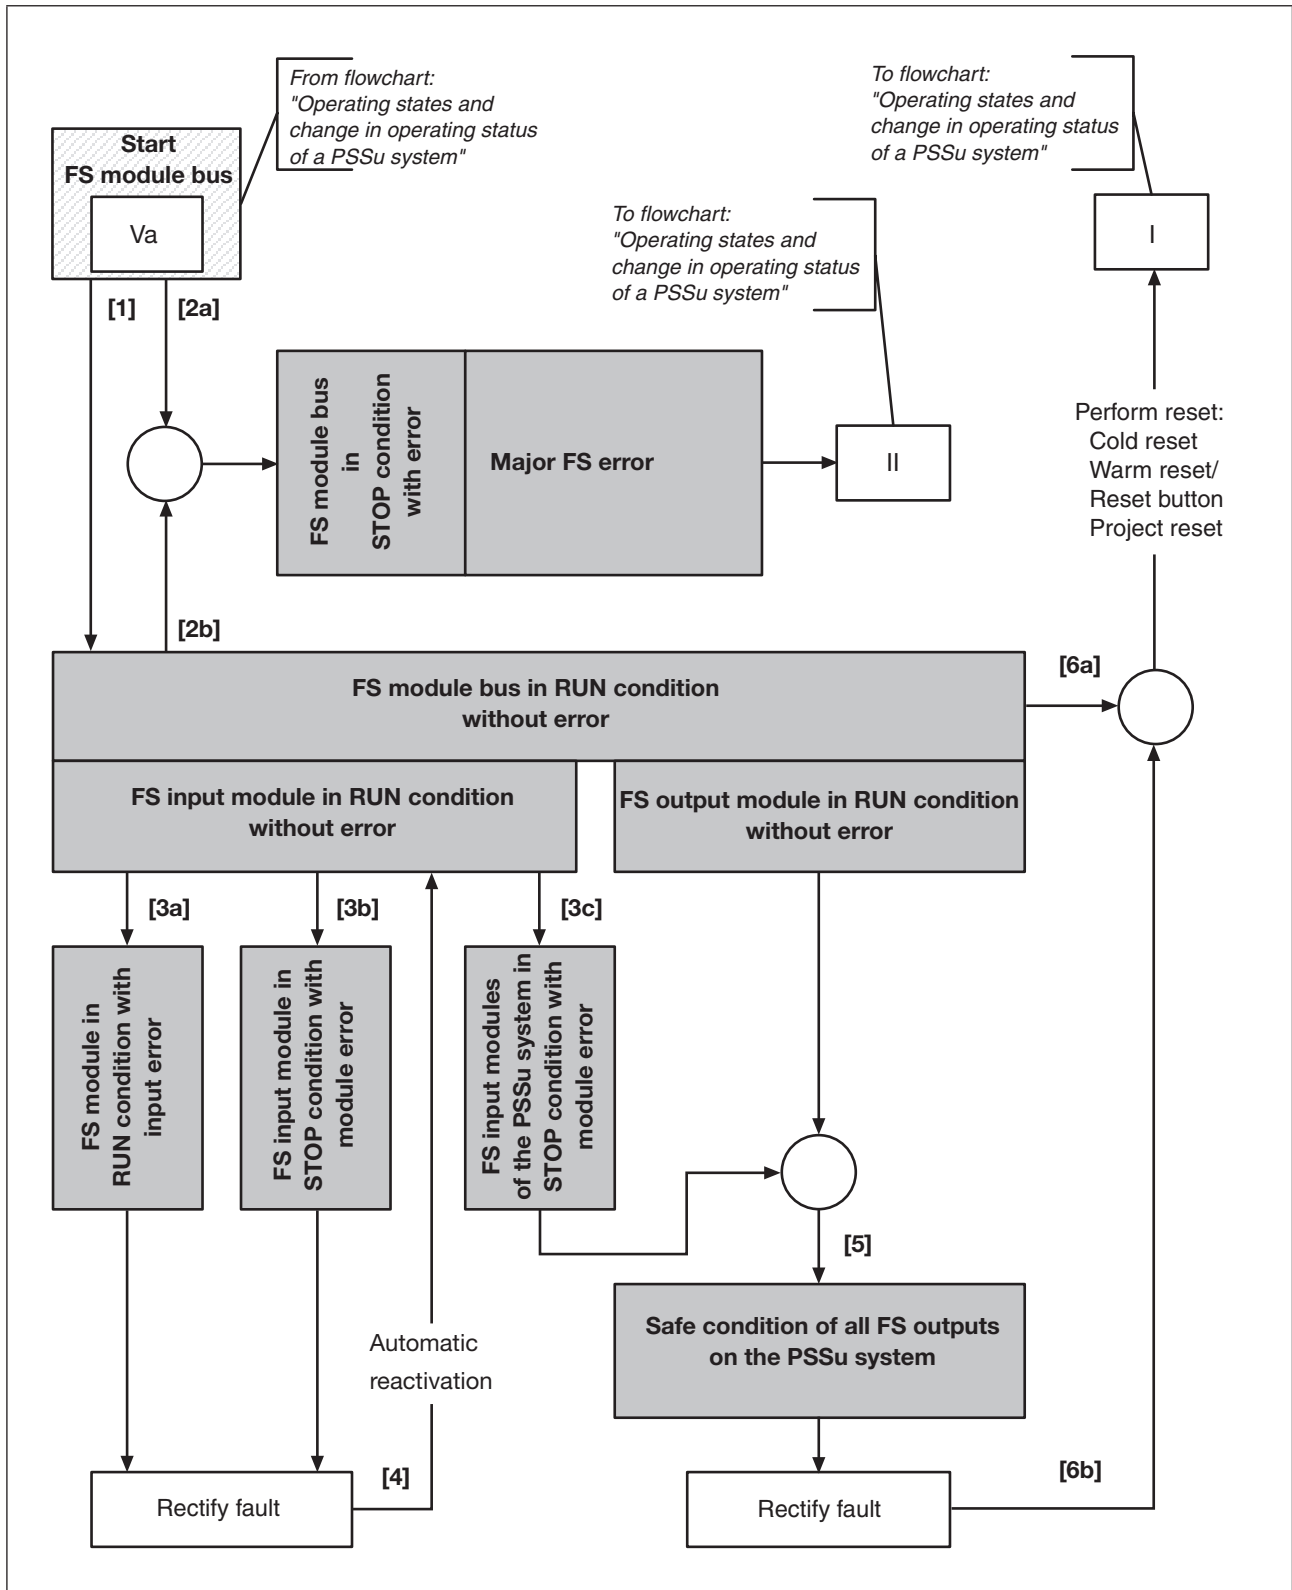 From flowchart:
"Operating states and
change in operating status
of a PSSu system"
To flowchart:
"Operating states and
change in operating status
of a PSSu system"
Start
FS module bus
Va
To flowchart:
"Operating states and
change in operating status
of a PSSu system"
I
[1]
[2a]
FS module bus
in
STOP condition
with error
Major FS error
II
Perform reset:
Cold reset
Warm reset/
Reset button
Project reset
[2b]
[6a]
FS module bus in RUN condition
without error
FS input module in RUN condition
without error
FS output module in RUN condition
without error
[3a]
[3b]
[3c]
FS module in
RUN condition with
input error
FS input module in
STOP condition with
module error
FS input modules
of the PSSu system in
STOP condition with
module error
[5]
Safe condition of all FS outputs
on the PSSu system
Automatic
reactivation
[4]
[6b]
Rectify fault
Rectify fault